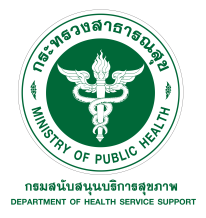 กระทรวงสาธารณสุข
MINISTRY OF PUBLIC HEALTH
กรมสนับสนุนบริการสุขภาพ
DEPARTMENT OF HEALTH SERVICE SUPPORT